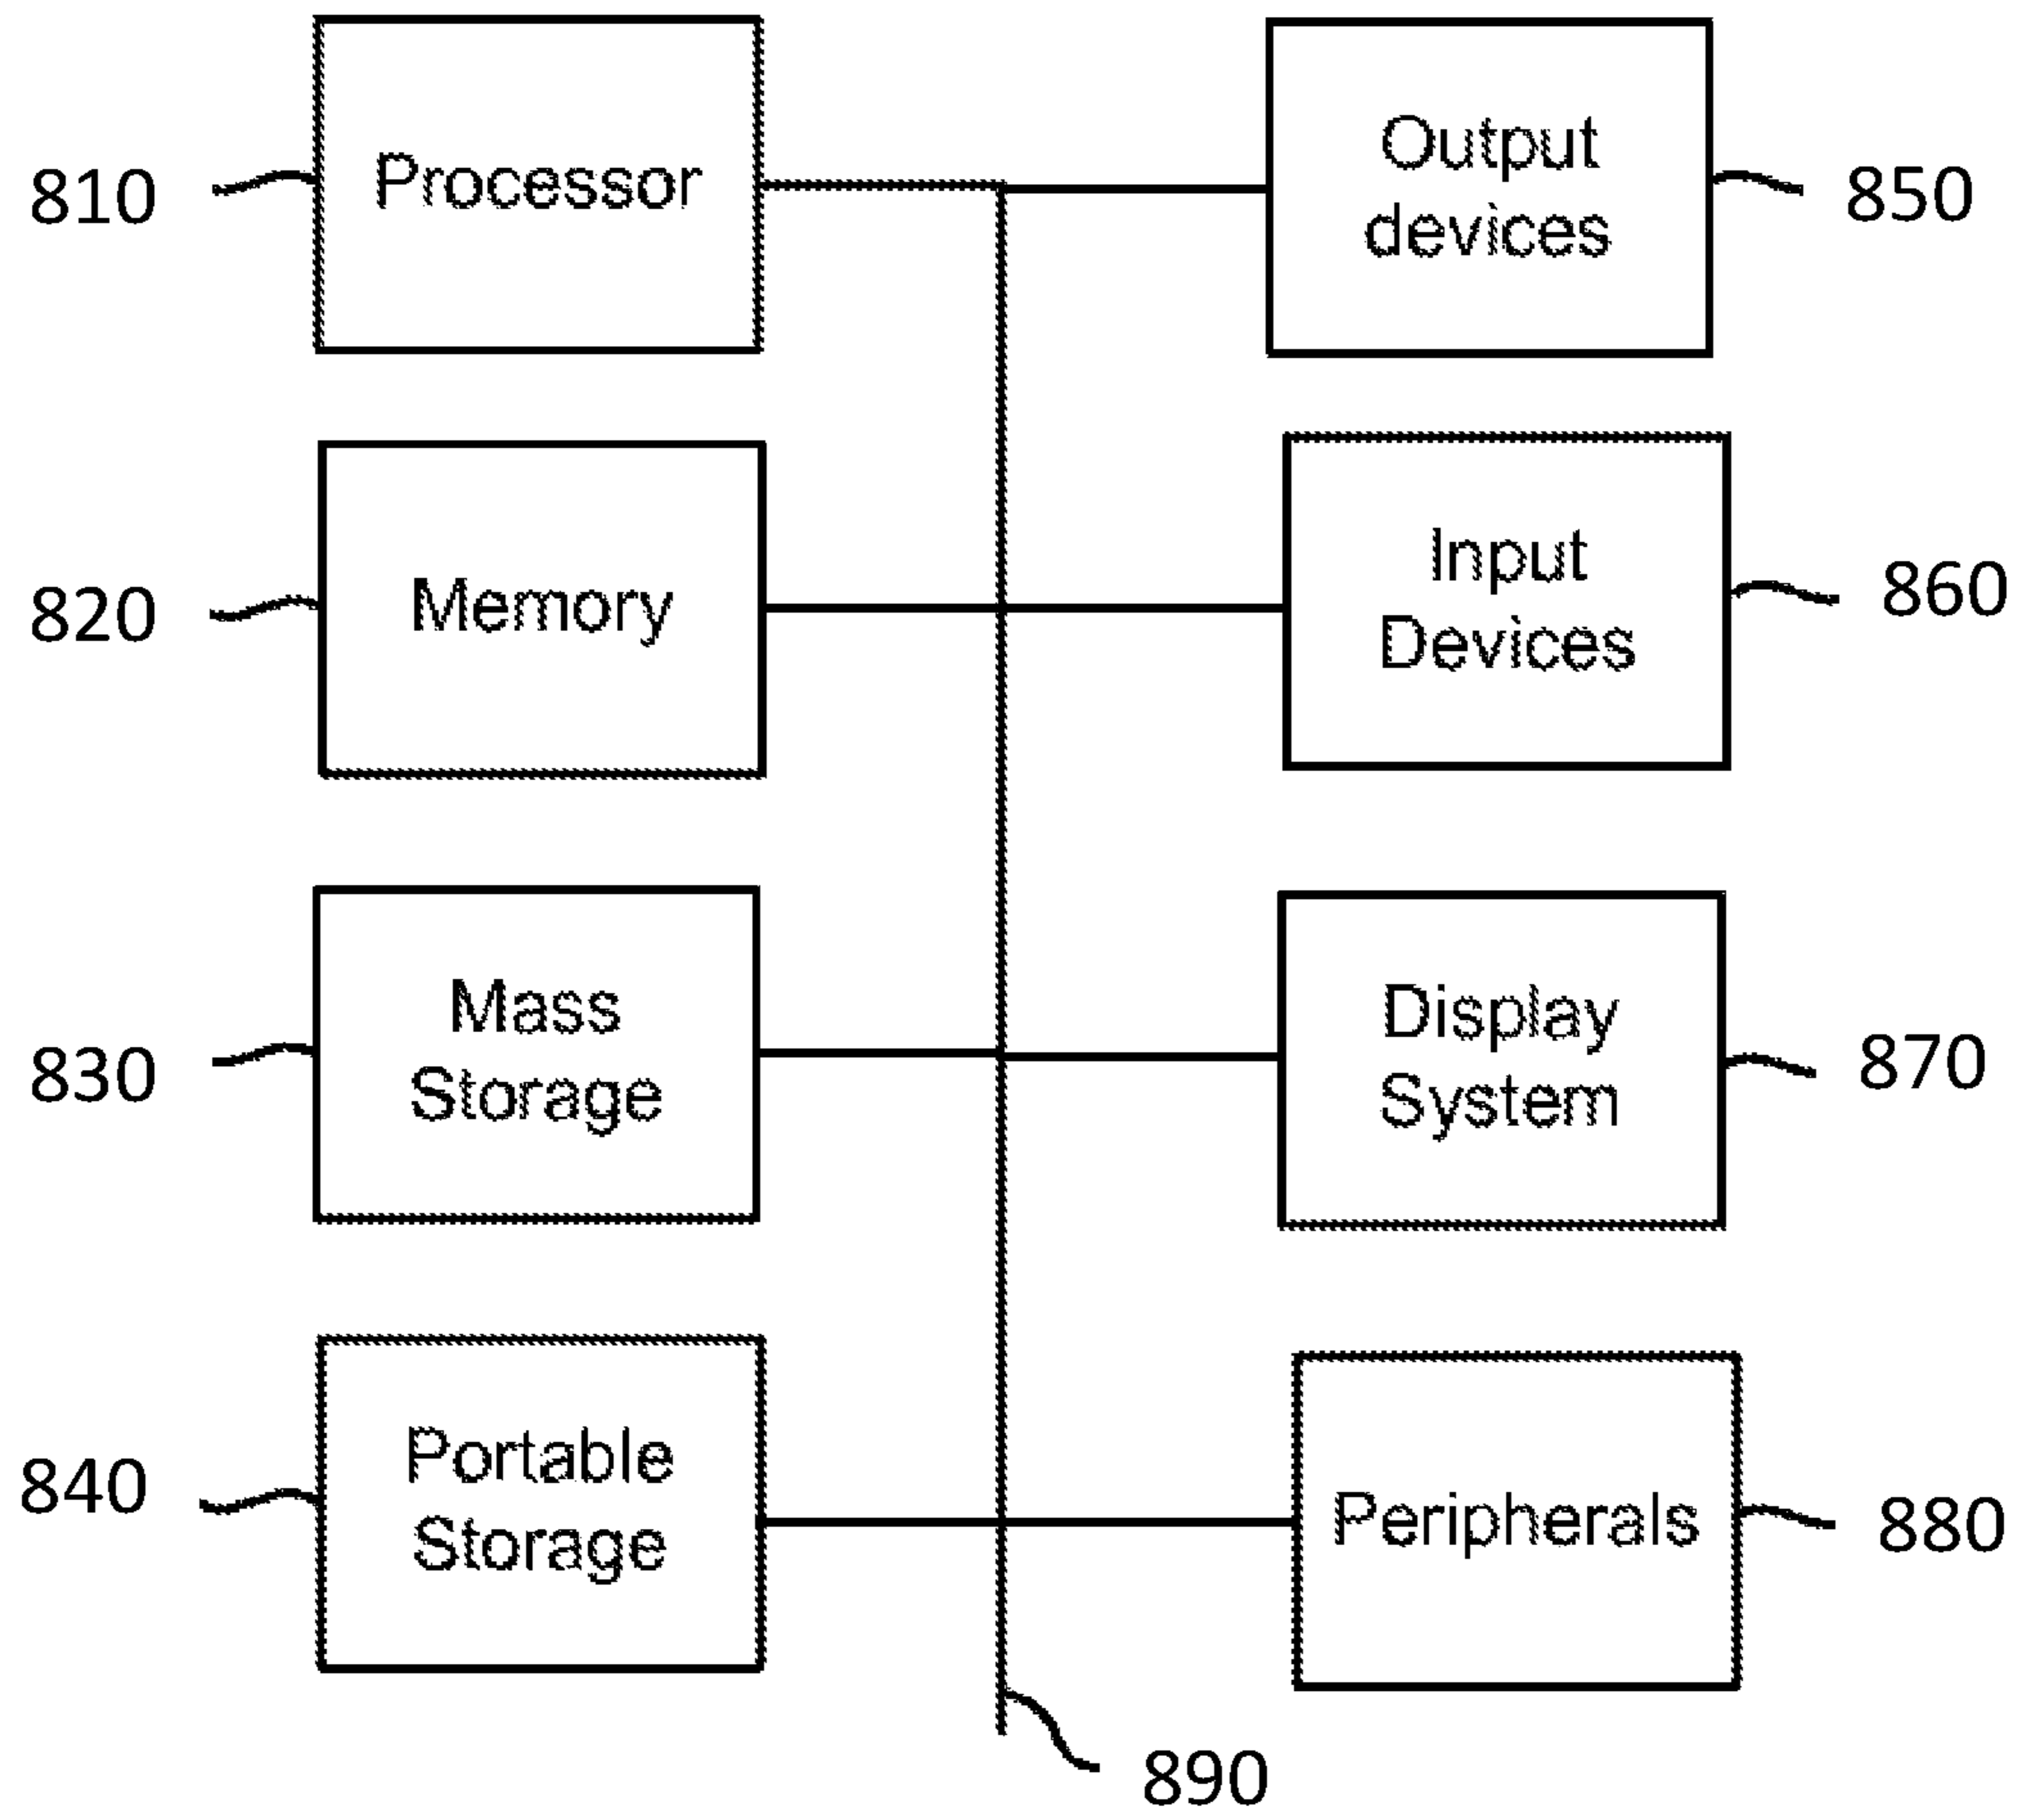 810
Processor
Output
devices
850
820
Memory
Input
Devices
860
830
Mass
Storage
Display
System
870
840
Portable
Storage
Peripherals
880
890